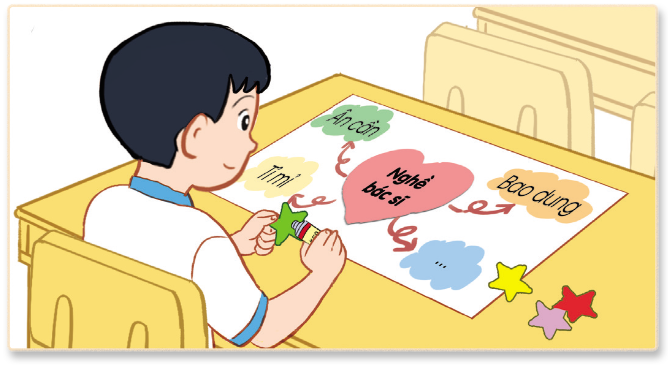 Ân cần
Tỉ mỉ
Nghề
bác sĩ
Bao dung
...